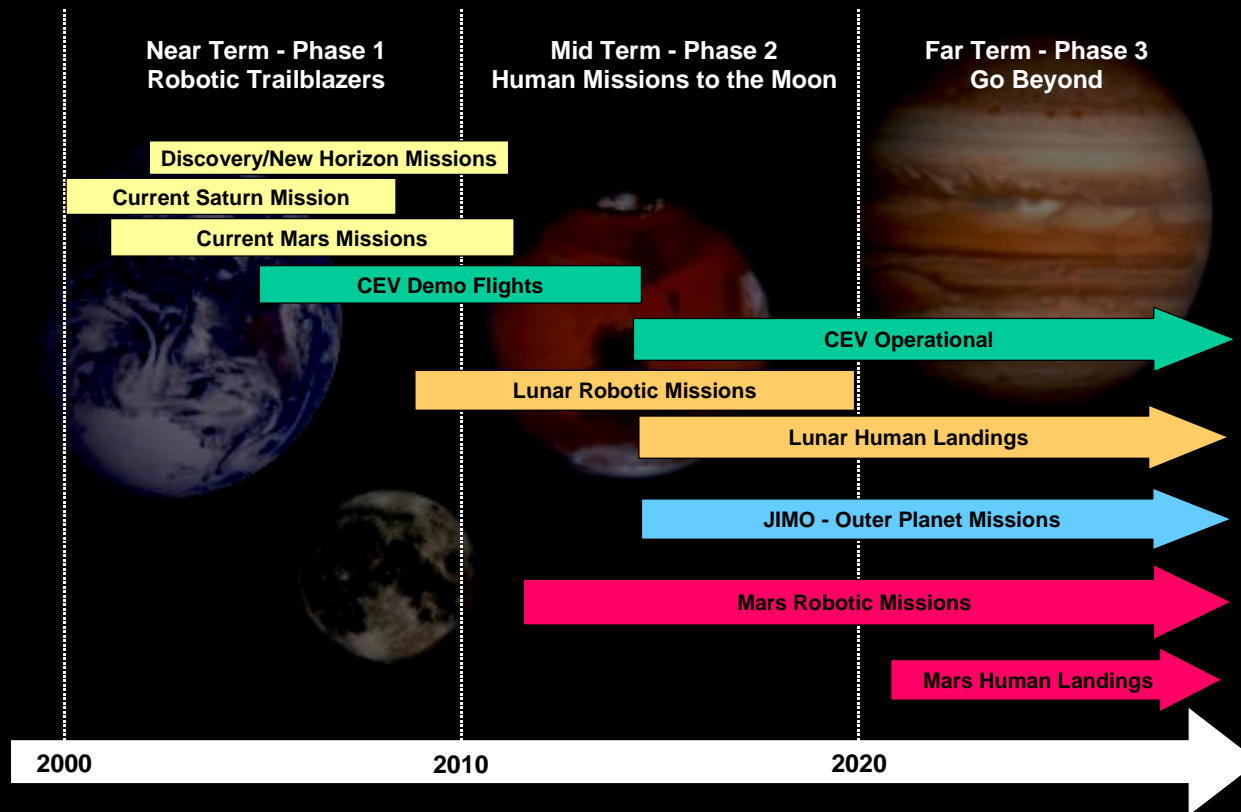 Near Term - Phase 1
Robotic Trailblazers
Mid Term - Phase 2
Human Missions to the Moon
Far Term - Phase 3
Go Beyond
Discovery/New Horizon Missions
Current Saturn Mission
Current Mars Missions
CEV Demo Flights
CEV Operational
Lunar Robotic Missions
Lunar Human Landings
JIMO - Outer Planet Missions
Mars Robotic Missions
Mars Human Landings
2000
2010
2020